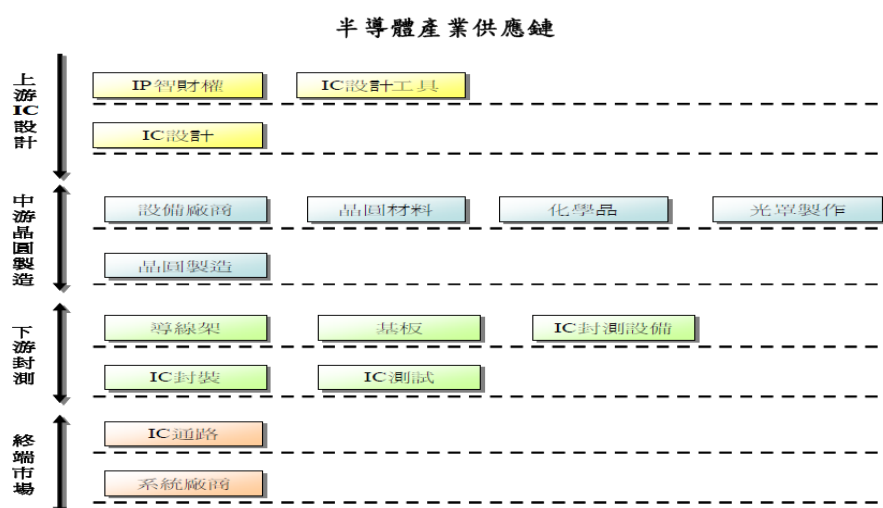 半導體產業供應鏈
上游IC設計
IP智財權
IC設計工具
IC設計
中游晶圓製造
設備廠商
晶圓材料
化學品
光罩製作
晶圓製造
下游封測
導線架
基板
IC封測設備
IC封裝
IC測試
終端市場
IC通路
系統廠商